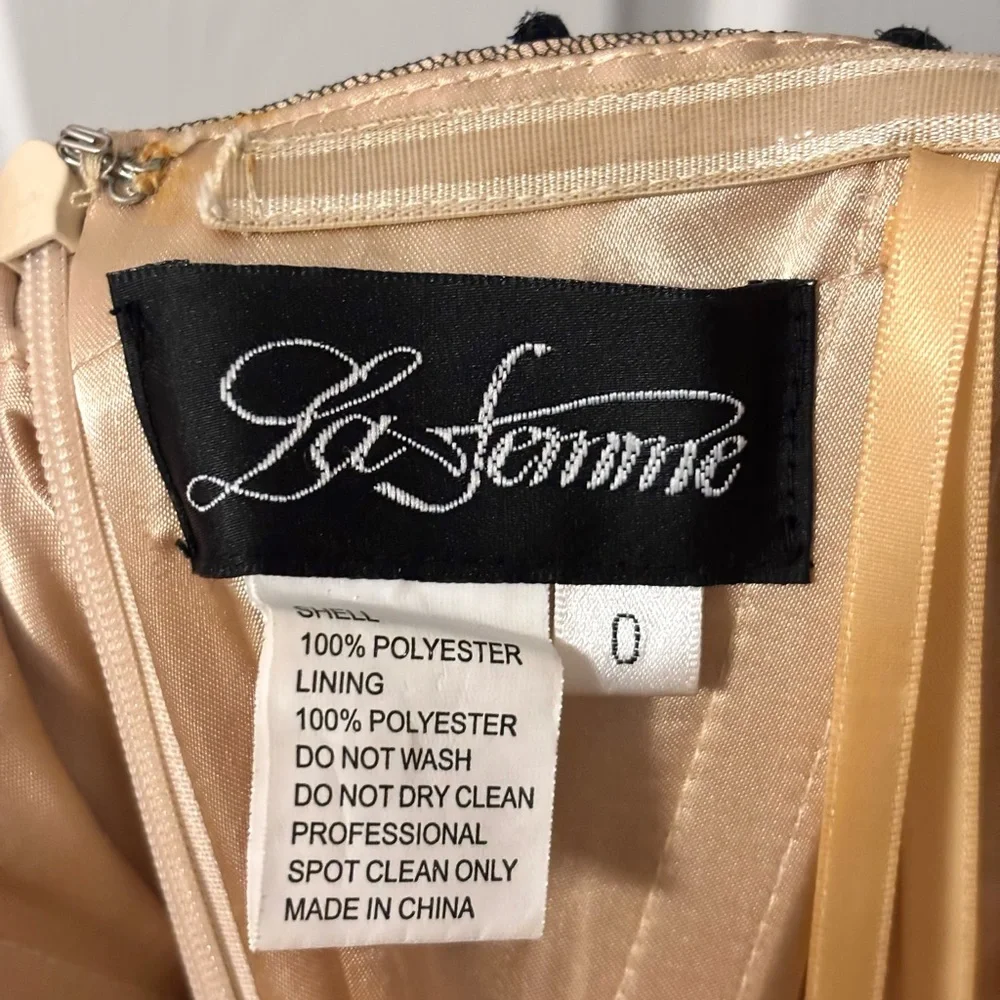 La femme
0
SHELL
100% POLYESTER
LINING
100% POLYESTER
DO NOT WASH
DO NOT DRY CLEAN
PROFESSIONAL
SPOT CLEAN ONLY
MADE IN CHINA